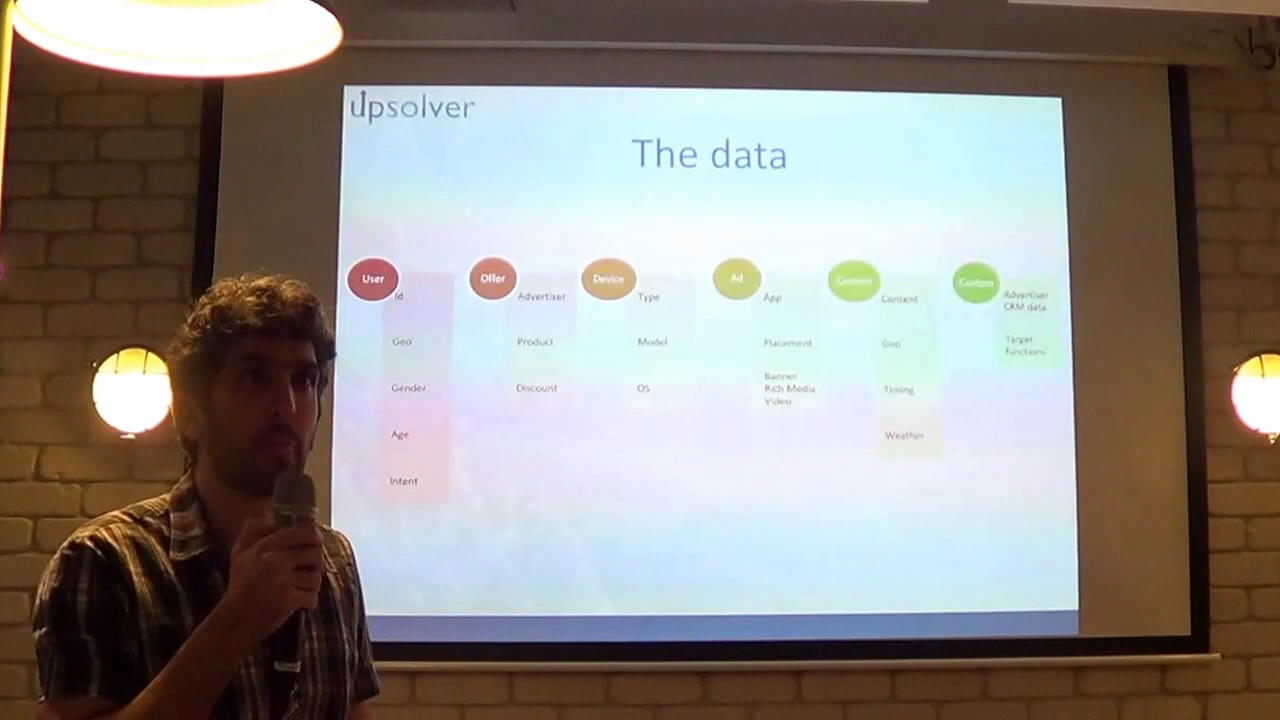 upsolver
The data
User
Id
Geo
Gender
Age
Intent
Offer
Advertiser
Product
Discount
Device
Type
Model
OS
Ad
App
Placement
Banner
Rich Media
Video
Content
Geo
Timing
Weather
Custom
Advertiser
CRM data
Target
functions